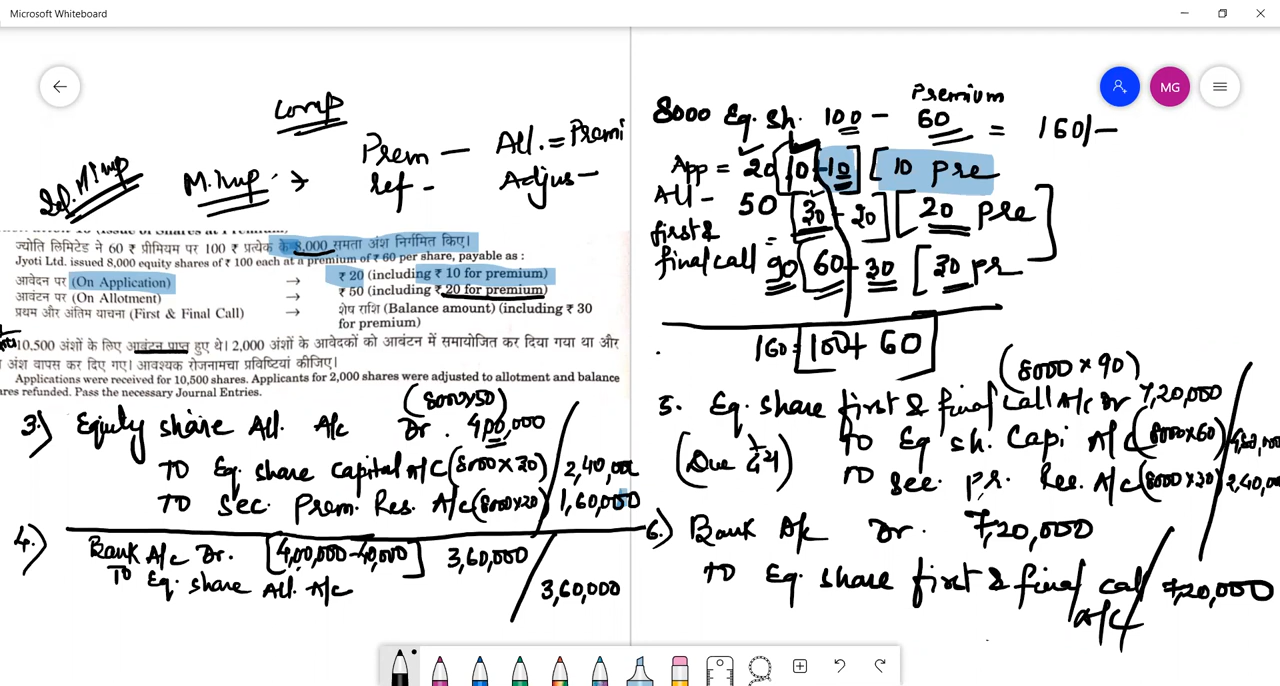 Microsoft Whiteboard
MG
Comp
Prem — All. = Premi
M. imp → ref - Adjus -
ज्योति लिमिटेड ने 60 ₹ प्रीमियम पर 100 ₹ प्रत्येक के 8,000 समता अंश निर्गमित किए।
Jyoti Ltd. issued 8,000 equity shares of ₹ 100 each at a premium of ₹ 60 per share, payable as :
आवेदन पर (On Application) → ₹ 20 (including ₹ 10 for premium)
आवंटन पर (On Allotment) → ₹ 50 (including ₹ 20 for premium)
प्रथम और अंतिम याचना (First & Final Call) → शेष राशि (Balance amount) (including ₹ 30
for premium)
10,500 अंशों के लिए आवंटन प्राप्त हुए थे। 2,000 अंशों के आवेदकों को आवंटन में समायोजित कर दिया गया था और
अंश वापस कर दिए गए। आवश्यक रोजनामचा प्रविष्टियां कीजिए।
Applications were received for 10,500 shares. Applicants for 2,000 shares were adjusted to allotment and balance
res refunded. Pass the necessary Journal Entries.
3.) Equity share All. A/c Dr. (8000×50) 4,00,000
To Eq. share capital A/c (8000×30) 2,40,000
To Sec. Prem. Res. A/c (8000×20) 1,60,000
4.) Bank A/c Dr. [4,00,000-40,000] 3,60,000
To Eq. share All. A/c 3,60,000
Premium
8000 Eq. sh. 100 - 60 = 160/-
App = 20 [10+10] [10 pre
All - 50 [30 - 20] [20 pre]
first &
final call = 90 [60+30 [30 pr
160 = 100+ 60
(8000×90)
5. Eq. share first & final call A/c Dr 7,20,000
(Due) To Eq sh. Capi A/c (8000×60) 4,80,000
To Sec. pr. Res. A/c (8000×30) 2,40,00
6.) Bank A/c Dr. 7,20,000
To Eq. share first & final call 7,20,000
A/c